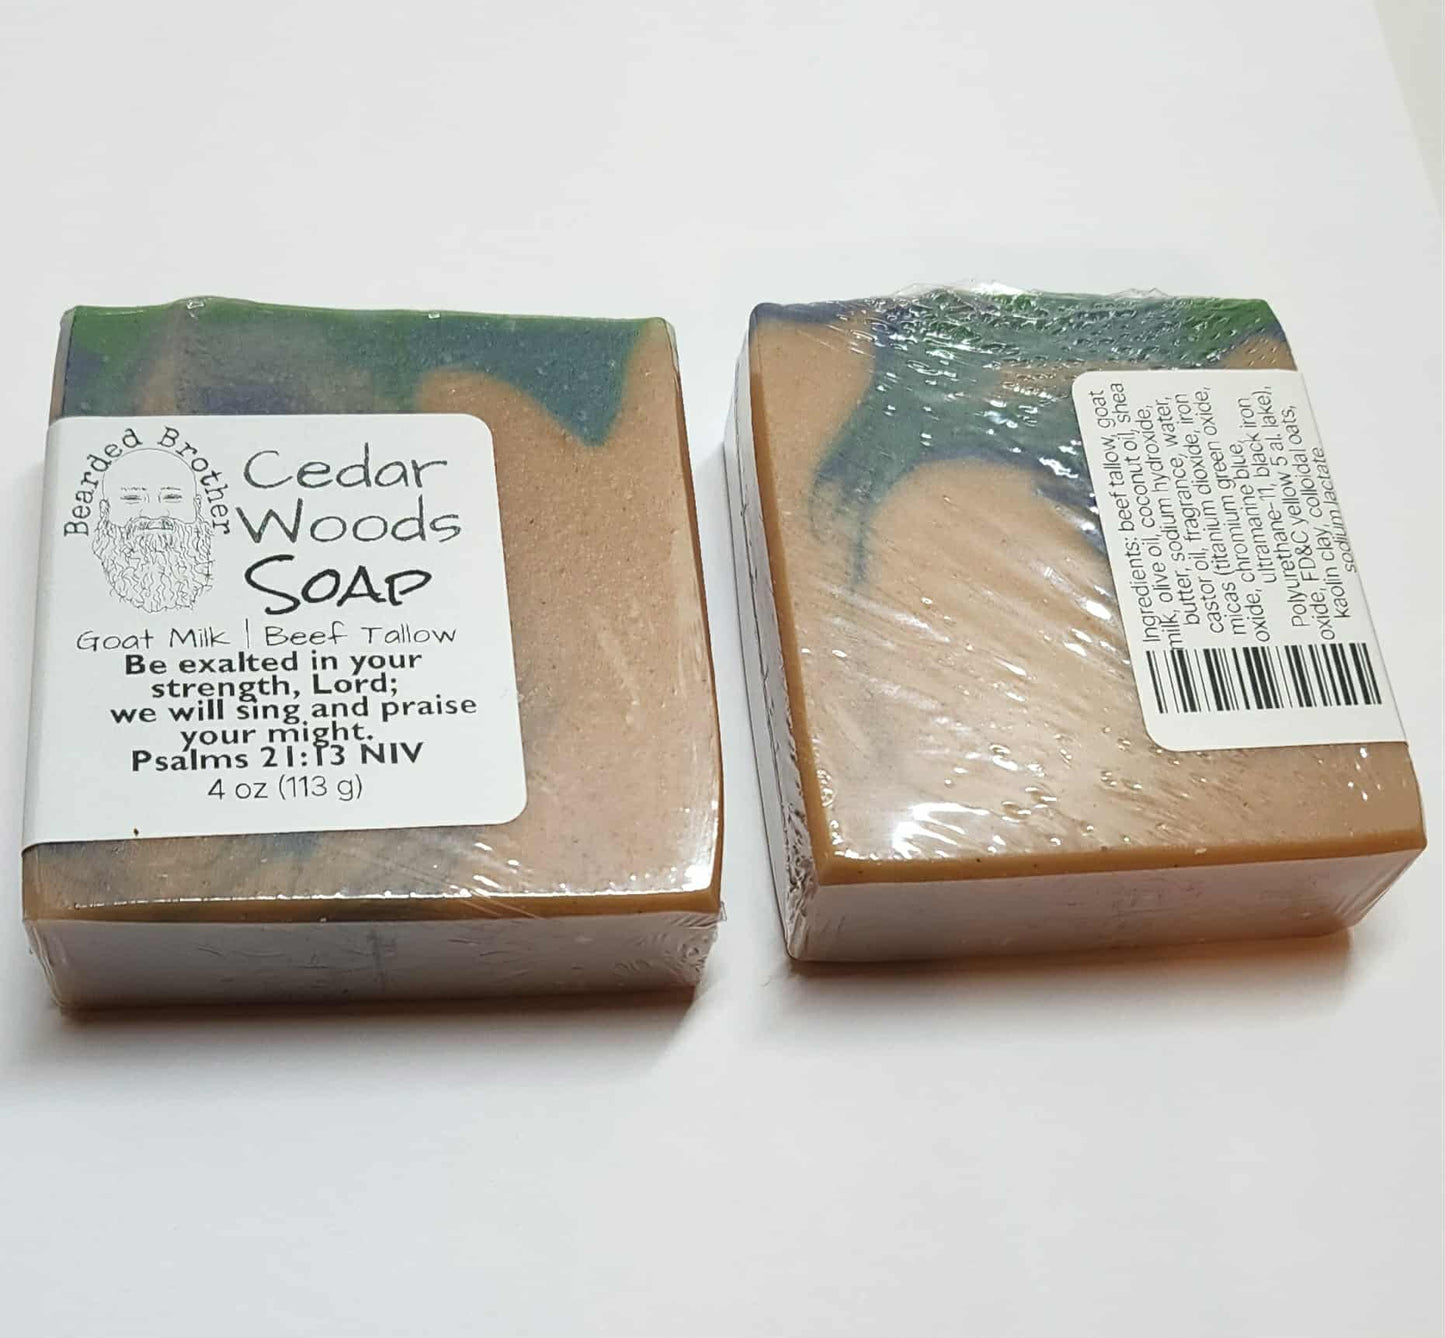 Bearded Brother
Cedar
Woods
SOAP
Goat Milk | Beef Tallow
Be exalted in your
strength, Lord;
we will sing and praise
your might.
Psalms 21:13 NIV
4 oz (113 g)
Ingredients: beef tallow, goat
milk, olive oil, coconut oil, shea
butter, sodium hydroxide,
castor oil, fragrance, water,
micas (titanium dioxide, iron
oxide, chromium green oxide,
ultramarine blue,
Polyurethane-11, black iron
oxide, FD&C yellow 5 al. lake),
kaolin clay, colloidal oats,
sodium lactate